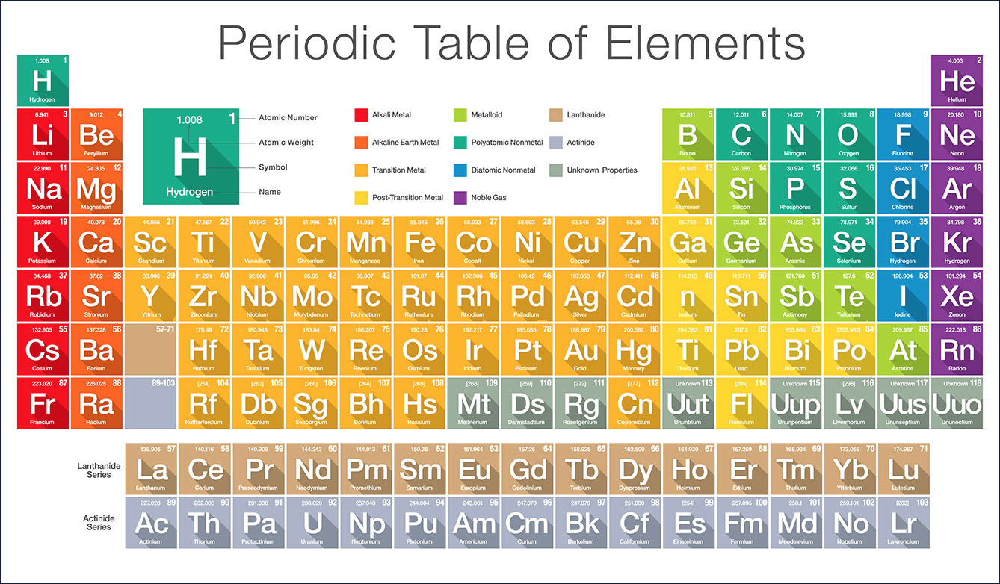 Periodic Table of Elements
1.008 1 4.003 2
H He
Hydrogen Helium
6.941 3 9.012 4 10.811 5 12.011 6 14.007 7 15.999 8 18.998 9 20.180 10
Li Be B C N O F Ne
Lithium Beryllium Boron Carbon Nitrogen Oxygen Fluorine Neon
1.008 1 Atomic Number
Atomic Weight
H Symbol
Hydrogen Name
Alkali Metal Metalloid Lanthanide
Alkaline Earth Metal Polyatomic Nonmetal Actinide
Transition Metal Diatomic Nonmetal Unknown Properties
Post-Transition Metal Noble Gas
22.990 11 24.305 12 26.982 13 28.086 14 30.974 15 32.066 16 35.453 17 39.948 18
Na Mg Al Si P S Cl Ar
Sodium Magnesium Aluminum Silicon Phosphorus Sulfur Chlorine Argon
39.098 19 40.078 20 44.956 21 47.867 22 50.942 23 51.996 24 54.938 25 55.845 26 58.933 27 58.693 28 63.546 29 65.38 30 69.723 31 72.631 32 74.922 33 78.971 34 79.904 35 84.798 36
K Ca Sc Ti V Cr Mn Fe Co Ni Cu Zn Ga Ge As Se Br Kr
Potassium Calcium Scandium Titanium Vanadium Chromium Manganese Iron Cobalt Nickel Copper Zinc Gallium Germanium Arsenic Selenium Hydrogen Hydrogen
84.468 37 87.62 38 88.906 39 91.224 40 92.906 41 95.95 42 98.907 43 101.07 44 102.906 45 106.42 46 107.868 47 112.411 48 114.818 49 118.711 50 121.760 51 127.6 52 126.904 53 131.294 54
Rb Sr Y Zr Nb Mo Tc Ru Rh Pd Ag Cd n Sn Sb Te I Xe
Rubidium Stronium Yttrium Zirconium Niobium Molybdenum Technetium Ruthenium Rhodium Palladium Silver Cadmium Indium Tin Antimony Tellurium Iodine Xenon
132.905 55 137.328 56 57-71 178.49 72 180.948 73 183.84 74 186.207 75 190.23 76 192.217 77 195.085 78 196.967 79 200.592 80 204.383 81 207.2 82 208.980 83 [208.982] 84 209.987 85 222.018 86
Cs Ba Hf Ta W Re Os Ir Pt Au Hg Ti Pb Bi Po At Rn
Cesium Barium Hafnium Tantalum Tungsten Rhenium Osmium Iridium Platinum Gold Mercury Thallium Lead Bismuth Polonium Astatine Radon
223.020 87 226.025 88 89-103 [261] 104 [262] 105 [266] 106 [264] 107 [269] 108 [268] 109 [269] 110 [272] 111 [277] 112 Unknown 113 [289] 114 Unknown 115 [298] 116 Unknown 117 Unknown 118
Fr Ra Rf Db Sg Bh Hs Mt Ds Rg Cn Uut Fl Uup Lv Uus Uuo
Francium Radium Rutherfordium Dubnium Seaborgium Bohrium Hassium Meitnerium Darmstadtium Roentgenium Copernicium Ununtrium Flerovium Ununpentium Livermorium Ununseptium Ununoctium
Lanthanide
Series
138.905 57 140.116 58 140.908 59 144.243 60 144.913 61 150.36 62 151.964 63 157.25 64 158.925 65 162.500 66 164.930 67 167.259 68 168.934 69 173.055 70 174.967 71
La Ce Pr Nd Pm Sm Eu Gd Tb Dy Ho Er Tm Yb Lu
Lanthanum Cerium Praseodymium Neodymium Promethium Samarium Europium Gadolinium Terbium Dysprosium Holmium Erbium Thulium Ytterbium Lutetium
Actinide
Series
227.028 89 232.038 90 231.036 91 238.029 92 237.048 93 244.064 94 243.061 95 247.070 96 247.070 97 251.080 98 [254] 99 257.095 100 258.1 101 259.101 102 [262] 103
Ac Th Pa U Np Pu Am Cm Bk Cf Es Fm Md No Lr
Actinium Thorium Protactinium Uranium Neptunium Plutonium Americium Curium Berkelium Californium Einsteinium Fermium Mendelevium Nobelium Lawrencium